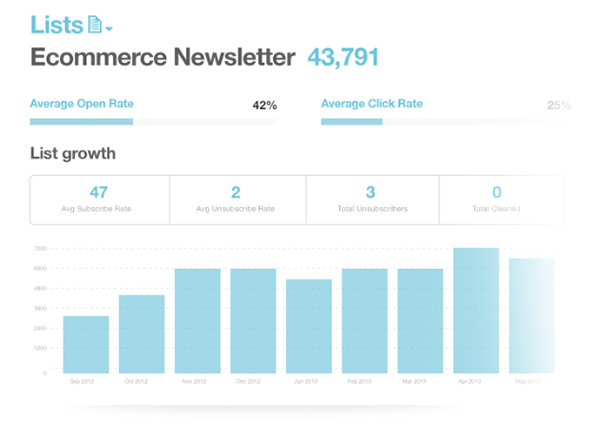 Lists
Ecommerce Newsletter 43,791
Average Open Rate 42% Average Click Rate 25%
List growth
47 2 3 0
Avg Subscribe Rate Avg Unsubscribe Rate Total Unsubscribers Total Cleaned
7200
6000
4800
3600
2400
1200
0
Sep 2012 Oct 2012 Nov 2012 Dec 2012 Jan 2013 Feb 2013 Mar 2013 Apr 2013 May 2013